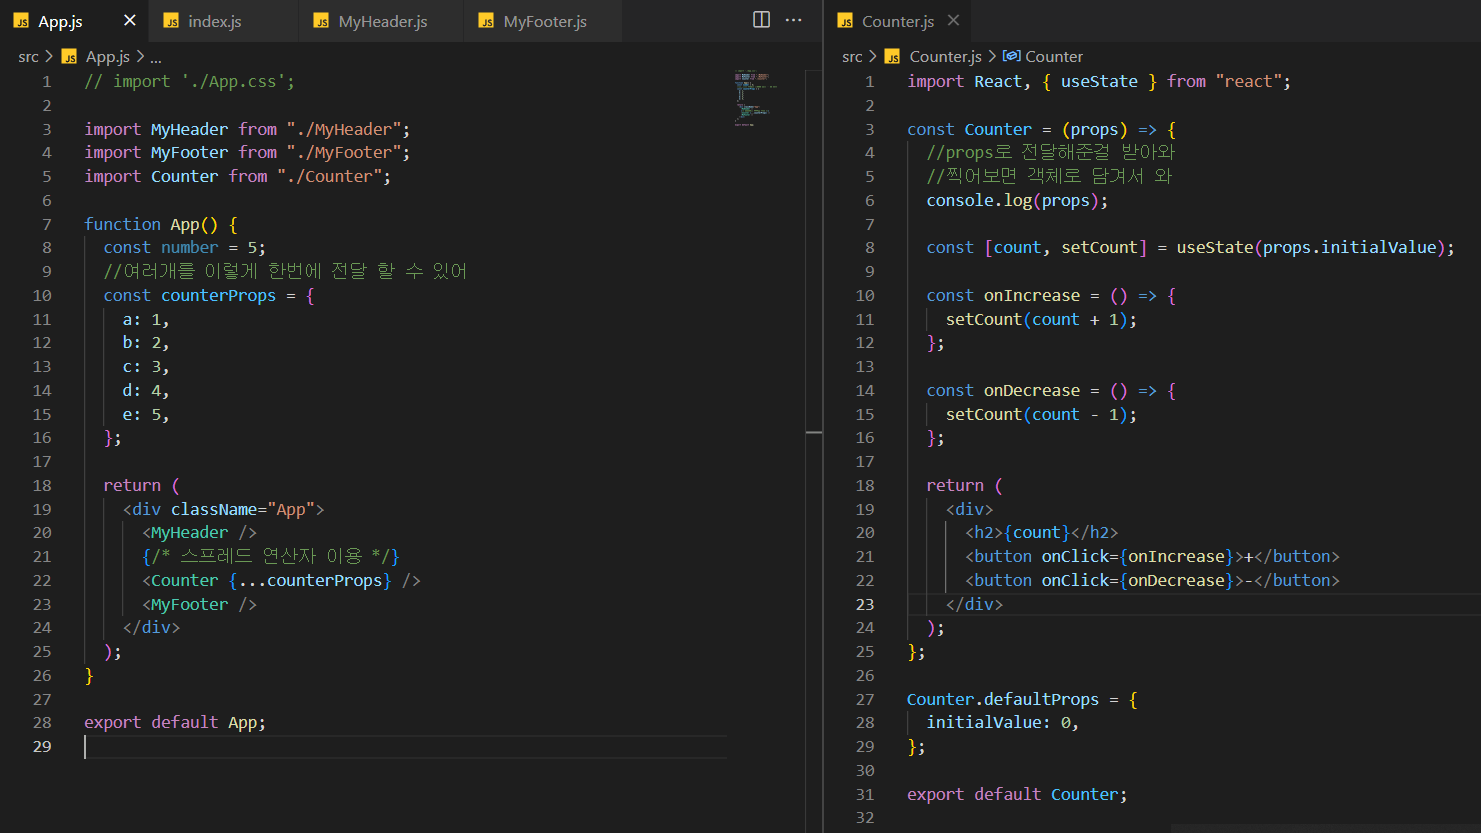 App.js
index.js
MyHeader.js
MyFooter.js
src > App.js > ...
1 // import './App.css';
2
3 import MyHeader from "./MyHeader";
4 import MyFooter from "./MyFooter";
5 import Counter from "./Counter";
6
7 function App() {
8   const number = 5;
9   //여러개를 이렇게 한번에 전달 할 수 있어
10   const counterProps = {
11     a: 1,
12     b: 2,
13     c: 3,
14     d: 4,
15     e: 5,
16   };
17
18   return (
19     <div className="App">
20       <MyHeader />
21       {/* 스프레드 연산자 이용 */}
22       <Counter {...counterProps} />
23       <MyFooter />
24     </div>
25   );
26 }
27
28 export default App;
29
Counter.js
src > Counter.js > Counter
1 import React, { useState } from "react";
2
3 const Counter = (props) => {
4   //props로 전달해준걸 받아와
5   //찍어보면 객체로 담겨서 와
6   console.log(props);
7
8   const [count, setCount] = useState(props.initialValue);
9
10   const onIncrease = () => {
11     setCount(count + 1);
12   };
13
14   const onDecrease = () => {
15     setCount(count - 1);
16   };
17
18   return (
19     <div>
20       <h2>{count}</h2>
21       <button onClick={onIncrease}>+</button>
22       <button onClick={onDecrease}>-</button>
23     </div>
24   );
25 };
26
27 Counter.defaultProps = {
28   initialValue: 0,
29 };
30
31 export default Counter;
32